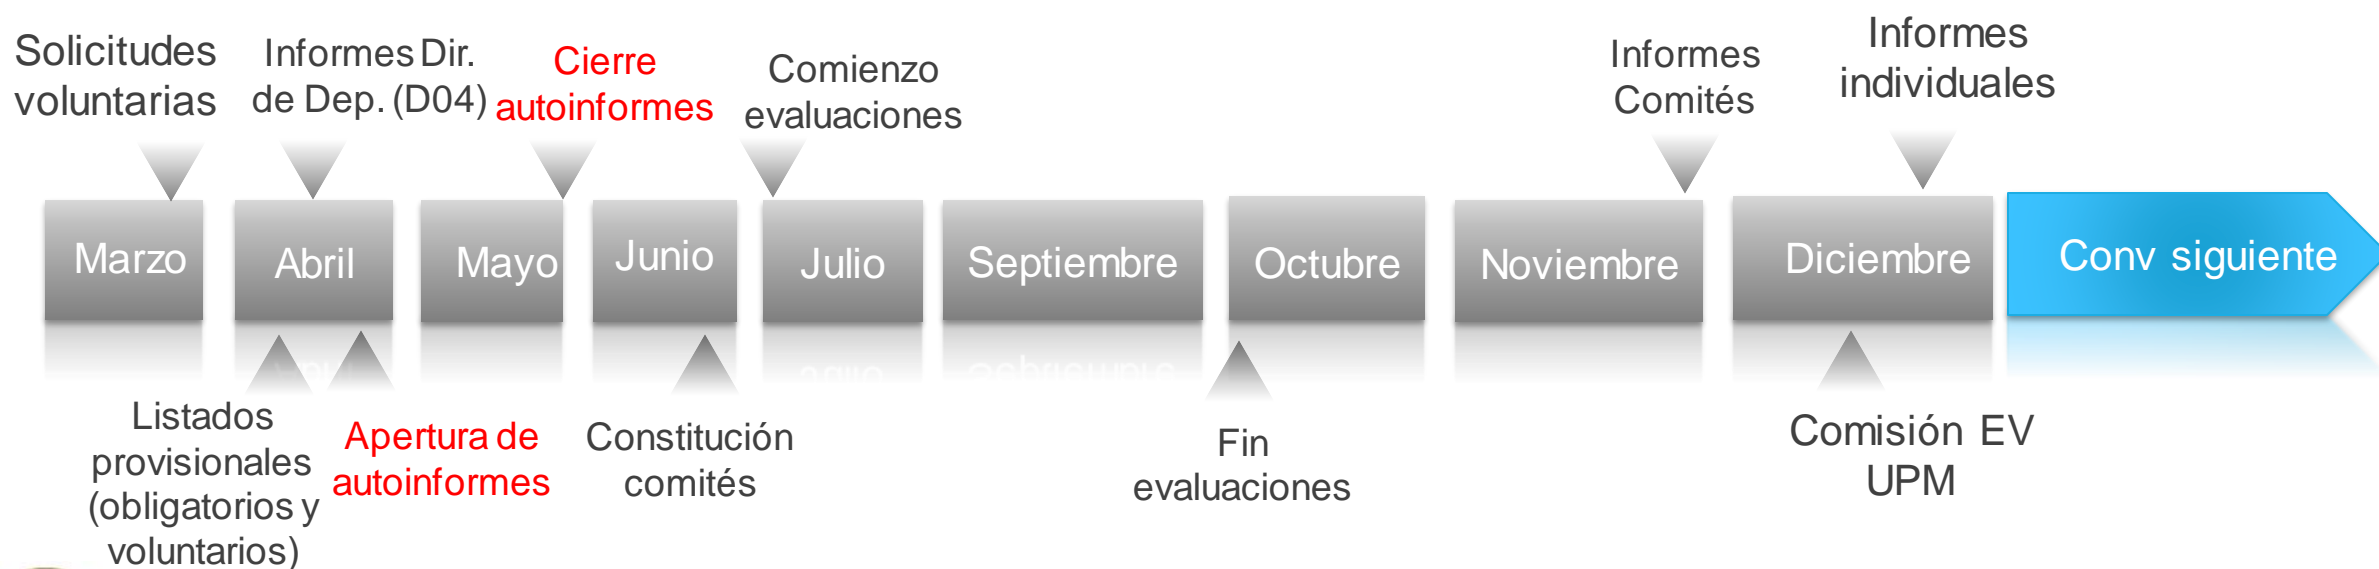 Solicitudes
voluntarias
Informes Dir.
de Dep. (D04)
Cierre
autoinformes
Comienzo
evaluaciones
Informes
Comités
Informes
individuales
Marzo
Abril
Mayo
Junio
Julio
Septiembre
Octubre
Noviembre
Diciembre
Conv siguiente
Listados
provisionales
(obligatorios y
voluntarios)
Apertura de
autoinformes
Constitución
comités
Fin
evaluaciones
Comisión EV
UPM